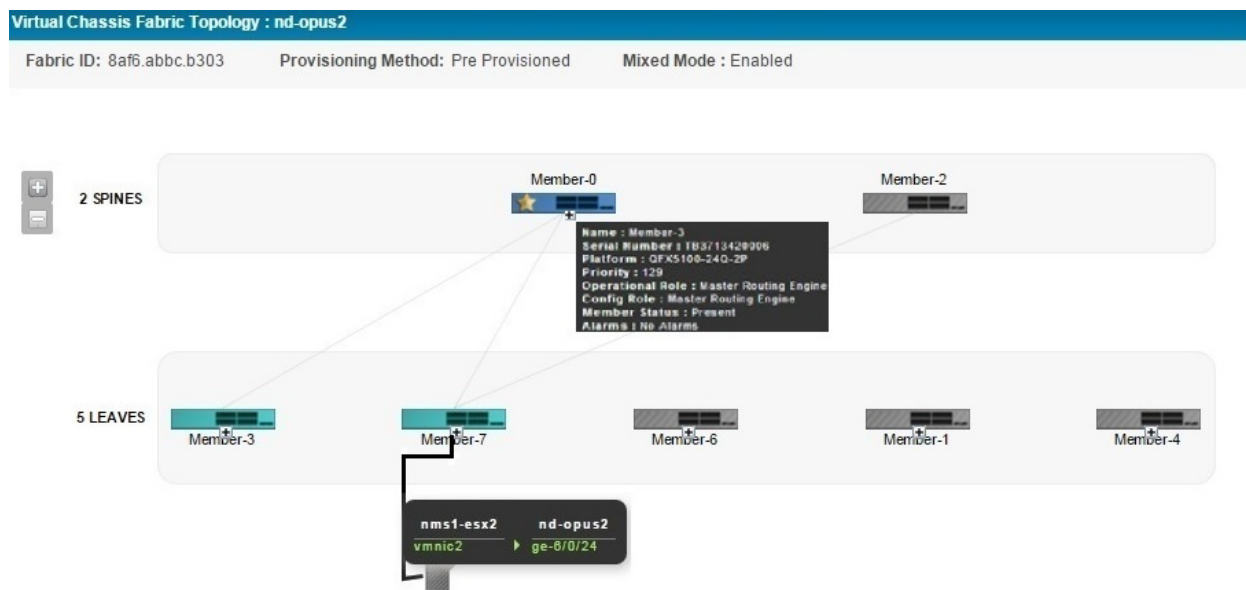 Virtual Chassis Fabric Topology : nd-opus2
Fabric ID: 8af6.abbc.b303 Provisioning Method: Pre Provisioned Mixed Mode : Enabled
Member-0 Member-2
2 SPINES
Name : Member-3
Serial Number : TB3713420006
Platform : QFX5100-24Q-2P
Priority : 129
Operational Role : Master Routing Engine
Config Role : Master Routing Engine
Member Status : Present
Alarms : No Alarms
5 LEAVES
Member-3 Member-7 Member-6 Member-1 Member-4
nms1-esx2 nd-opus2
vmnic2 ge-6/0/24